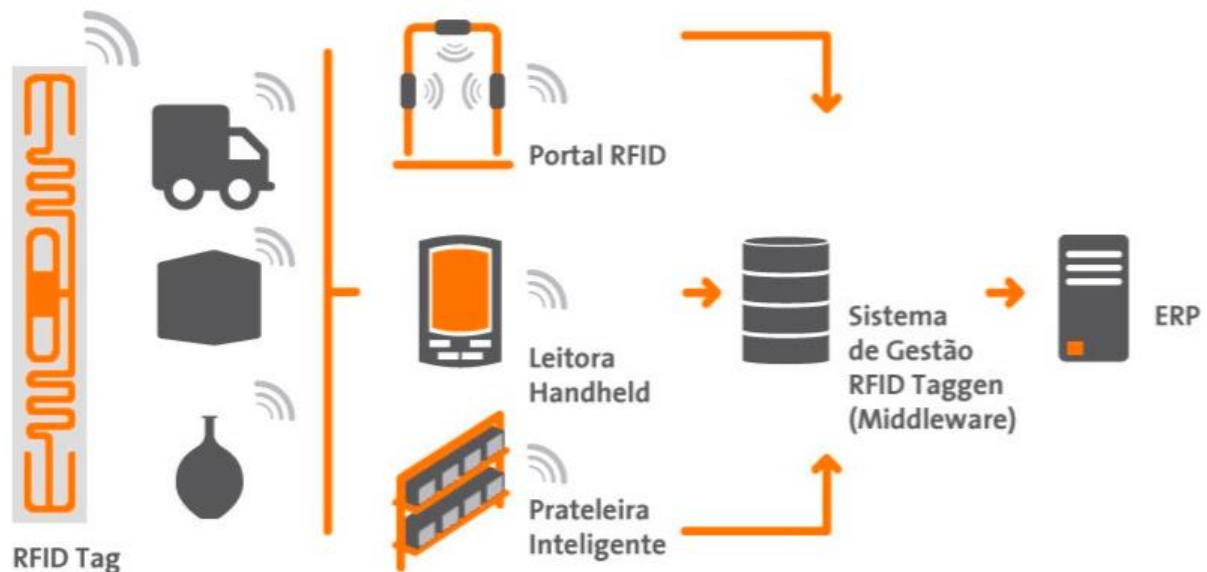 RFID Tag
Portal RFID
Leitora
Handheld
Prateleira
Inteligente
Sistema
de Gestão
RFID Taggen
(Middleware)
ERP